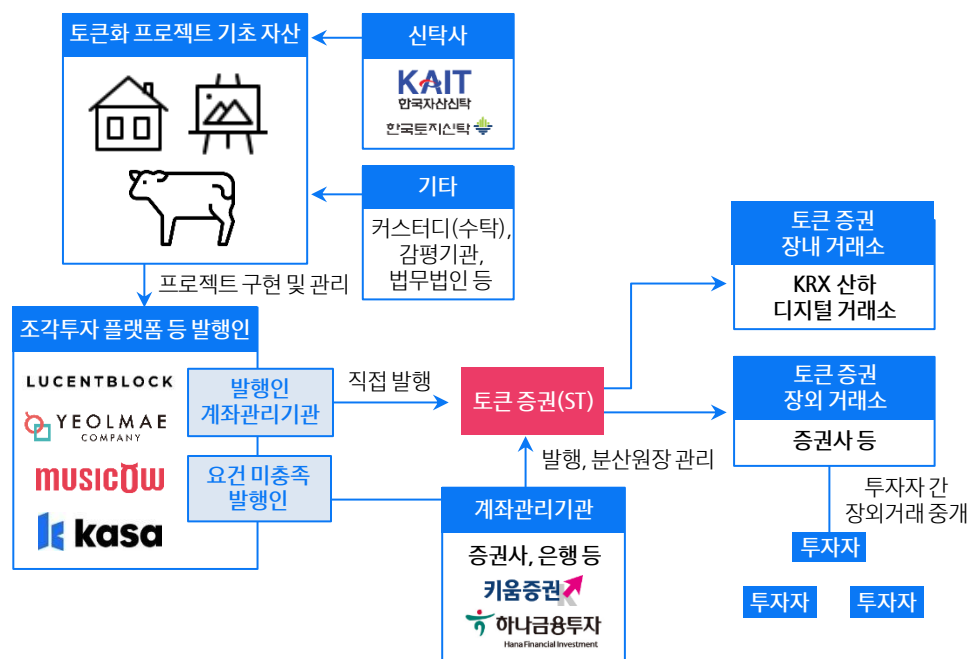 토큰화 프로젝트 기초 자산
신탁사
KAIT
한국자산신탁
한국토지신탁
기타
커스터디(수탁),
감평기관,
법무법인 등
프로젝트 구현 및 관리
조각투자 플랫폼 등 발행인
LUCENTBLOCK
YEOLMAE
COMPANY
musicow
kasa
발행인
계좌관리기관
요건 미충족
발행인
직접 발행
토큰 증권(ST)
발행, 분산원장 관리
계좌관리기관
증권사, 은행 등
키움증권
하나금융투자
Hana Financial Investment
토큰 증권
장내 거래소
KRX 산하
디지털 거래소
토큰 증권
장외 거래소
증권사 등
투자자 간
장외거래 중개
투자자
투자자
투자자